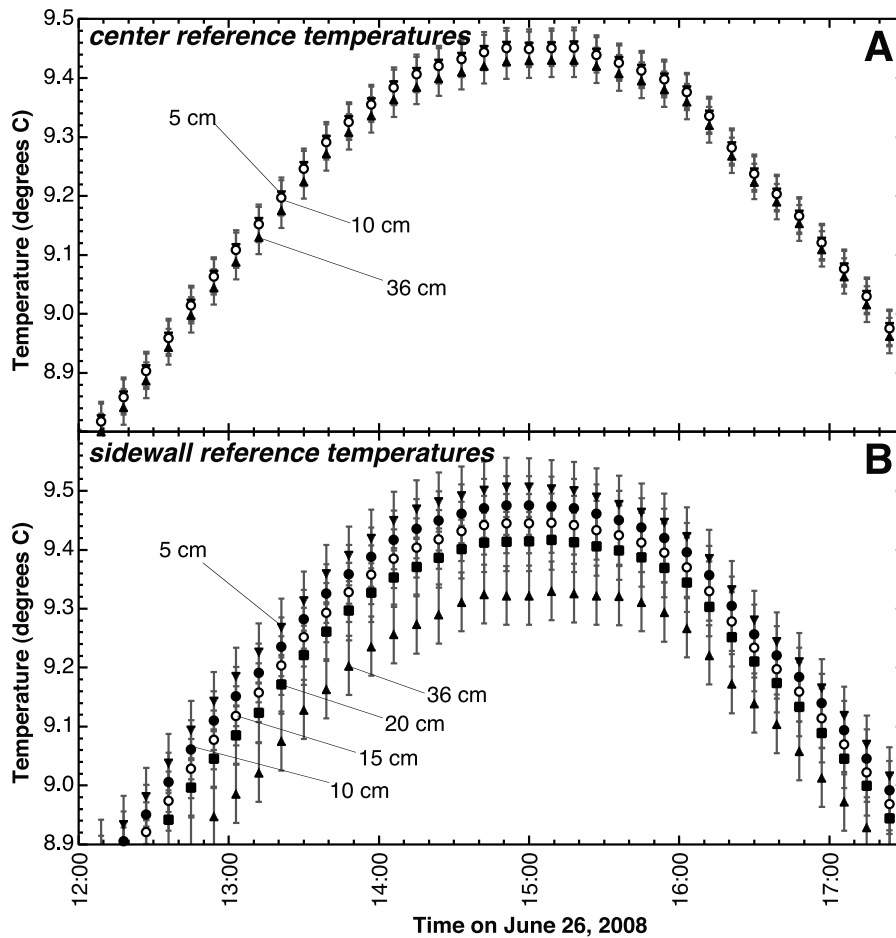 center reference temperatures
A
9.5
9.4
9.3
9.2
9.1
9.0
8.9
Temperature (degrees C)
5 cm
10 cm
36 cm
sidewall reference temperatures
B
9.5
9.4
9.3
9.2
9.1
9.0
8.9
Temperature (degrees C)
5 cm
36 cm
20 cm
15 cm
10 cm
12:00
13:00
14:00
15:00
16:00
17:00
Time on June 26, 2008